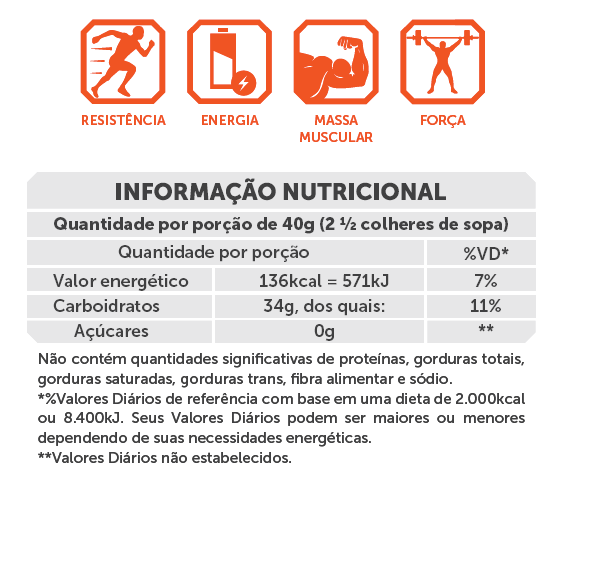 RESISTÊNCIA
ENERGIA
MASSA
MUSCULAR
FORÇA
INFORMAÇÃO NUTRICIONAL
Quantidade por porção de 40g (2 ½ colheres de sopa)
Quantidade por porção %VD*
Valor energético 136kcal = 571kJ 7%
Carboidratos 34g, dos quais: 11%
Açúcares 0g **
Não contém quantidades significativas de proteínas, gorduras totais,
gorduras saturadas, gorduras trans, fibra alimentar e sódio.
*%Valores Diários de referência com base em uma dieta de 2.000kcal
ou 8.400kJ. Seus Valores Diários podem ser maiores ou menores
dependendo de suas necessidades energéticas.
**Valores Diários não estabelecidos.